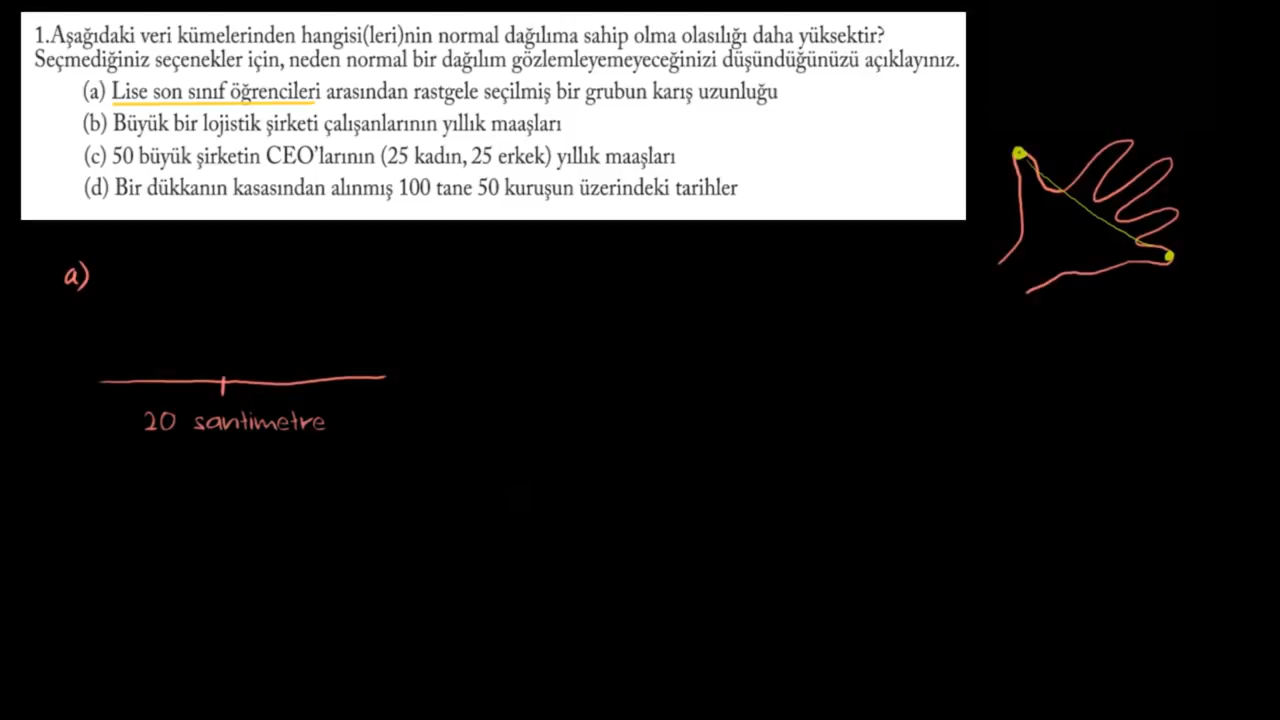 1.Aşağıdaki veri kümelerinden hangisi(leri)nin normal dağılıma sahip olma olasılığı daha yüksektir?
Seçmediğiniz seçenekler için, neden normal bir dağılım gözlemleyemeyeceğinizi düşündüğünüzü açıklayınız.
(a) Lise son sınıf öğrencileri arasından rastgele seçilmiş bir grubun karış uzunluğu
(b) Büyük bir lojistik şirketi çalışanlarının yıllık maaşları
(c) 50 büyük şirketin CEO'larının (25 kadın, 25 erkek) yıllık maaşları
(d) Bir dükkanın kasasından alınmış 100 tane 50 kuruşun üzerindeki tarihler
a)
20 santimetre